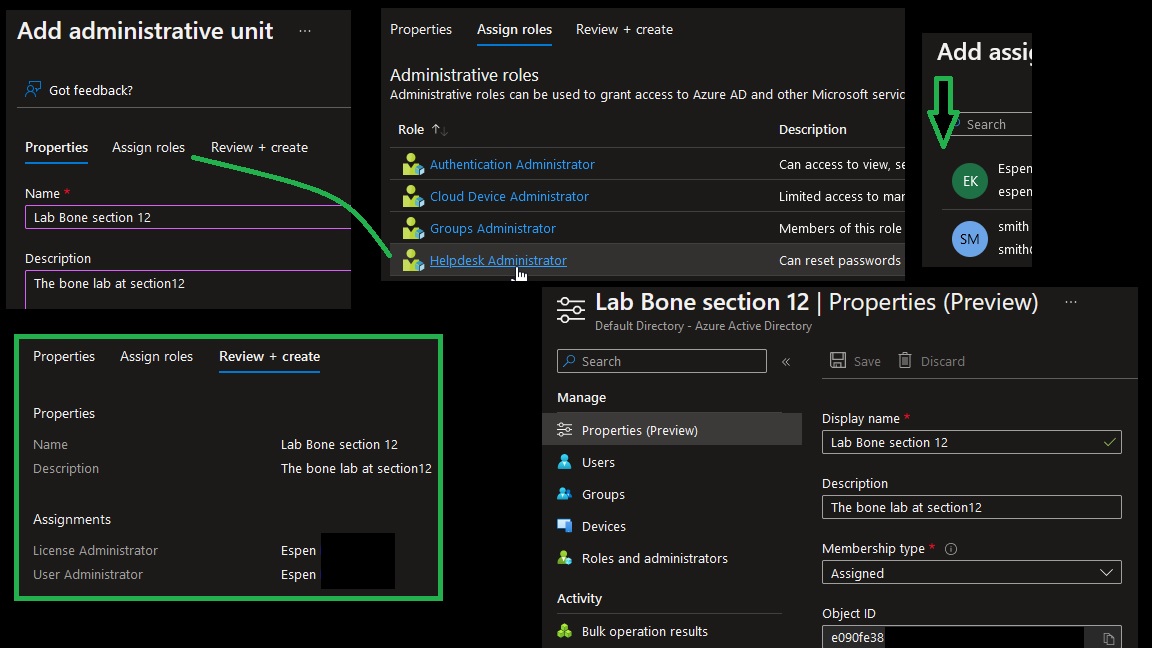 Add administrative unit ...
Got feedback?
Properties Assign roles Review + create
Name *
Lab Bone section 12
Description
The bone lab at section12
Properties Assign roles Review + create
Administrative roles
Administrative roles can be used to grant access to Azure AD and other Microsoft servic
Role ↑↓ Description
Authentication Administrator Can access to view, se
Cloud Device Administrator Limited access to mar
Groups Administrator Members of this role
Helpdesk Administrator Can reset passwords
Add assig
Search
EK Espen
espen
SM smith
smith
Properties Assign roles Review + create
Properties
Name Lab Bone section 12
Description The bone lab at section12
Assignments
License Administrator Espen
User Administrator Espen
Lab Bone section 12 | Properties (Preview) ...
Default Directory - Azure Active Directory
Search «
Save Discard
Manage
Properties (Preview)
Users
Groups
Devices
Roles and administrators
Activity
Bulk operation results
Display name *
Lab Bone section 12
Description
The bone lab at section12
Membership type *
Assigned
Object ID
e090fe38